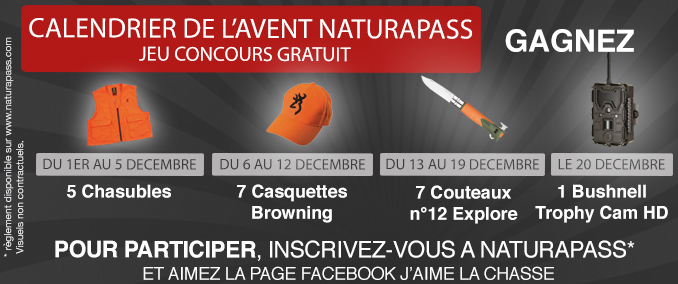 CALENDRIER DE L'AVENT NATURAPASS
JEU CONCOURS GRATUIT
GAGNEZ
DU 1ER AU 5 DECEMBRE
5 Chasubles
DU 6 AU 12 DECEMBRE
7 Casquettes
Browning
DU 13 AU 19 DECEMBRE
7 Couteaux
n°12 Explore
LE 20 DECEMBRE
1 Bushnell
Trophy Cam HD
POUR PARTICIPER, INSCRIVEZ-VOUS A NATURAPASS*
ET AIMEZ LA PAGE FACEBOOK J'AIME LA CHASSE
* règlement disponible sur www.naturapass.com
Visuels non contractuels.